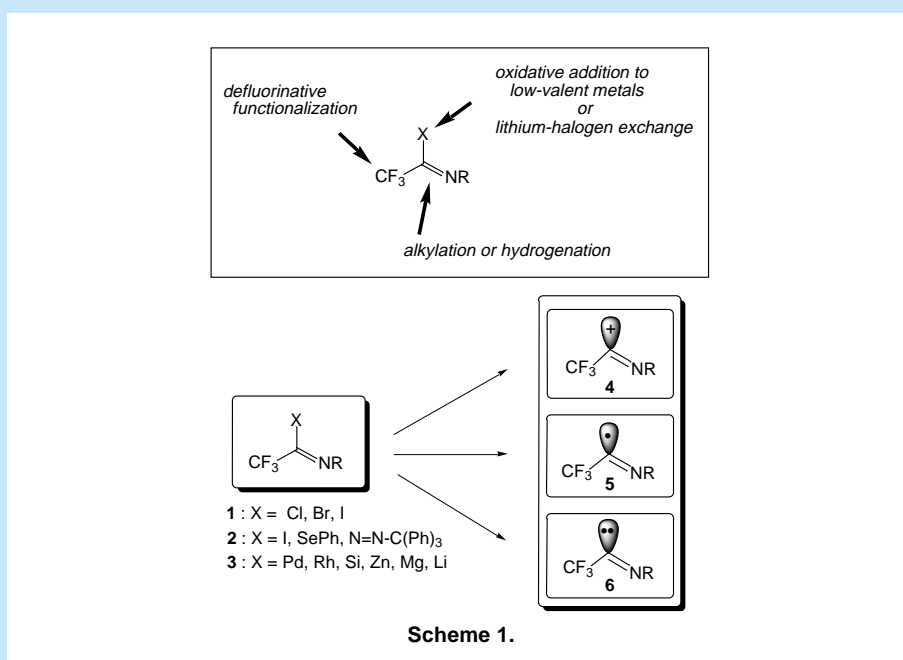 defluorinative
functionalization
oxidative addition to
low-valent metals
or
lithium-halogen exchange
X
CF3
NR
alkylation or hydrogenation
X
CF3
NR
1 : X = Cl, Br, I
2 : X = I, SePh, N=N-C(Ph)3
3 : X = Pd, Rh, Si, Zn, Mg, Li
+
CF3
NR
4
•
CF3
NR
5
••
CF3
NR
6
Scheme 1.